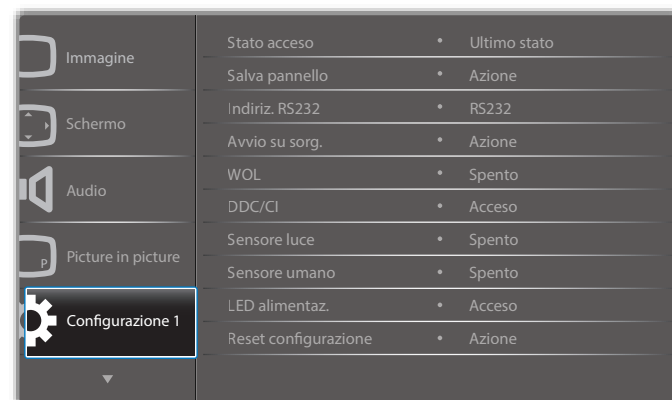 Immagine
Schermo
Audio
Picture in picture
P
Configurazione 1
Stato acceso • Ultimo stato
Salva pannello • Azione
Indiriz. RS232 • RS232
Avvio su sorg. • Azione
WOL • Spento
DDC/CI • Acceso
Sensore luce • Spento
Sensore umano • Spento
LED alimentaz. • Acceso
Reset configurazione • Azione